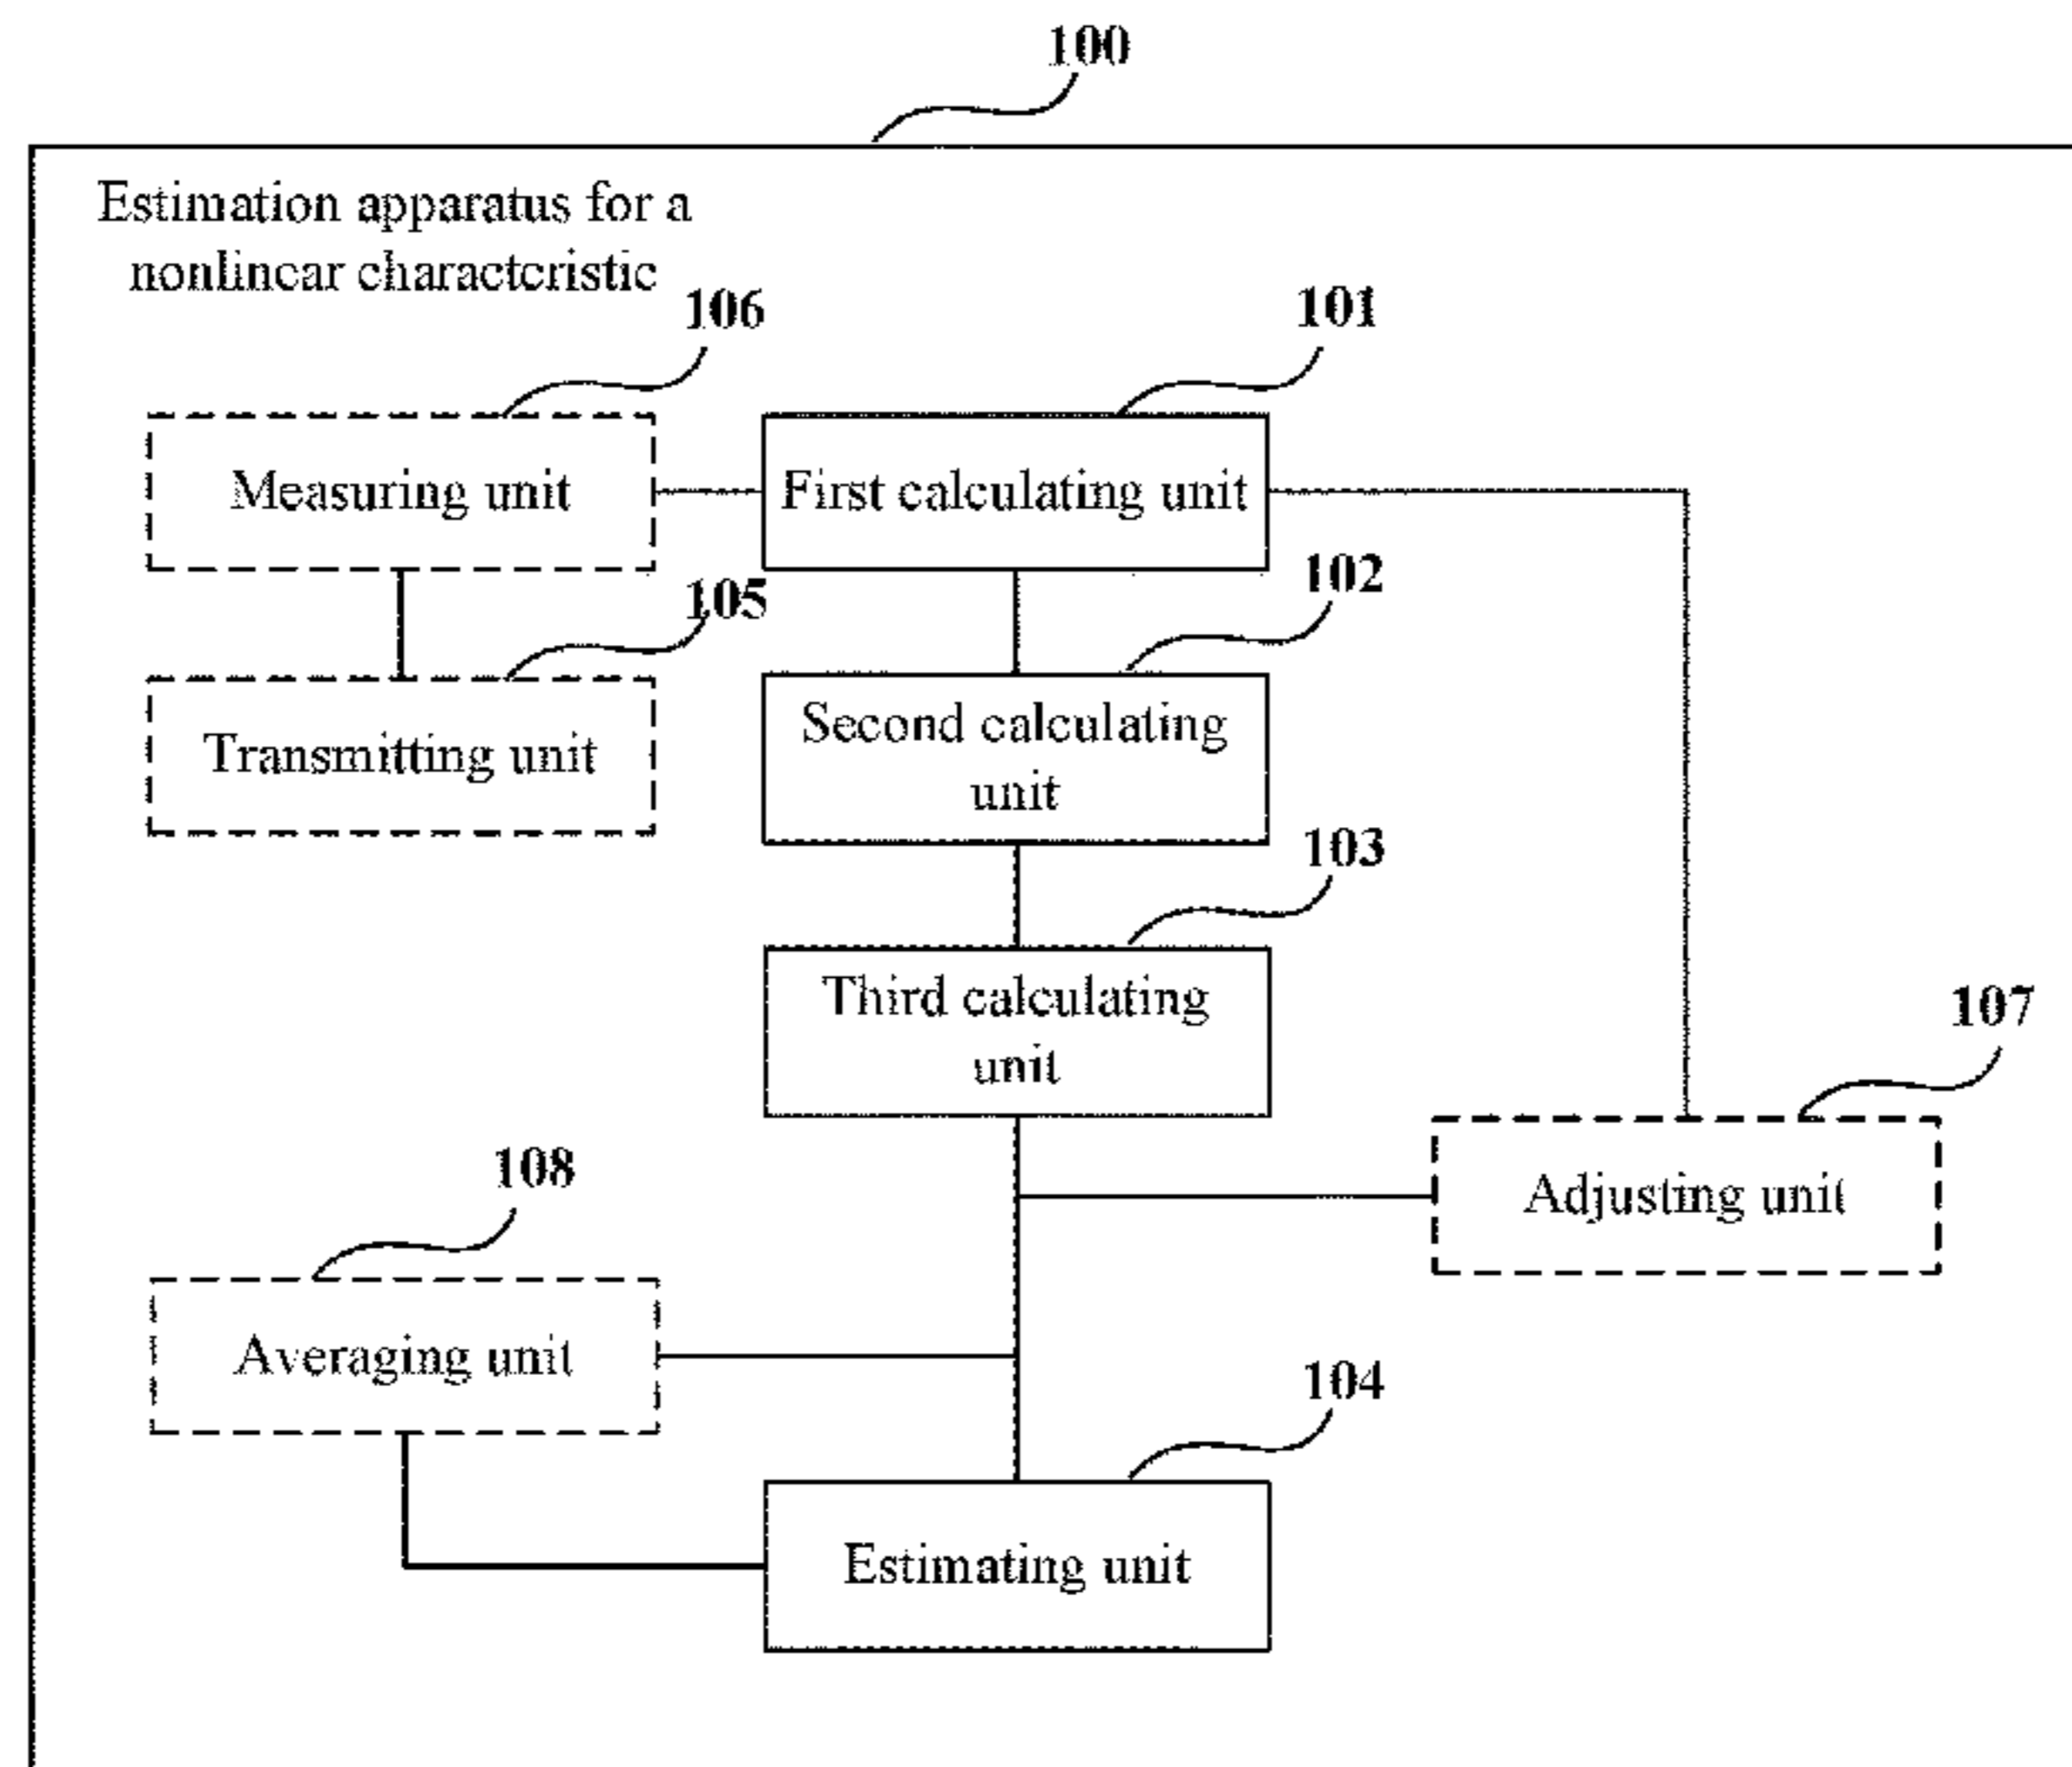 100
Estimation apparatus for a
nonlinear characteristic
106
101
Measuring unit
First calculating unit
102
105
Second calculating
unit
Transmitting unit
103
Third calculating
unit
107
108
Adjusting unit
Averaging unit
104
Estimating unit